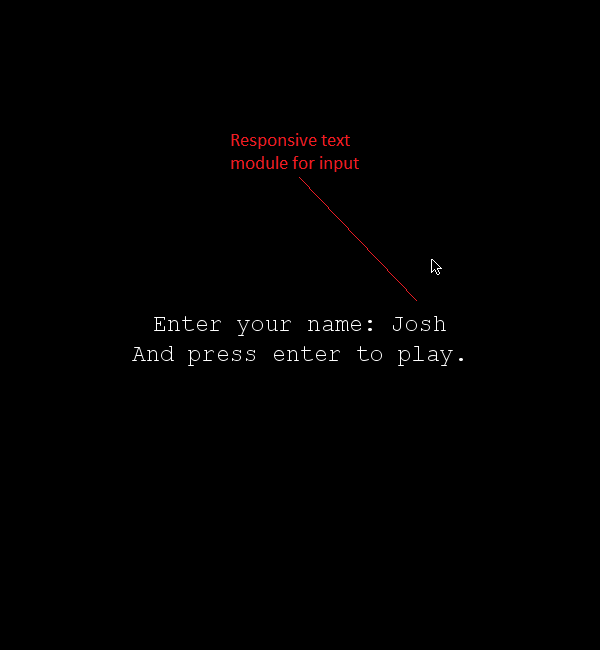 Responsive text
module for input
Enter your name: Josh
And press enter to play.